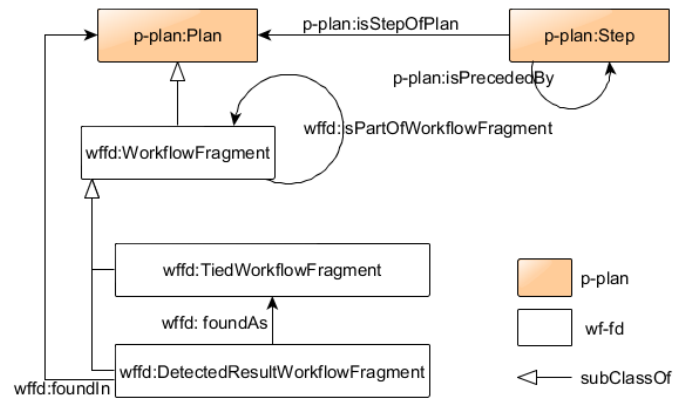 p-plan:Plan
p-plan:isStepOfPlan
p-plan:Step
p-plan:isPrecededBy
wffd:isPartOfWorkflowFragment
wffd:WorkflowFragment
wffd:TiedWorkflowFragment
p-plan
wffd: foundAs
wf-fd
wffd:DetectedResultWorkflowFragment
subClassOf
wffd:foundIn